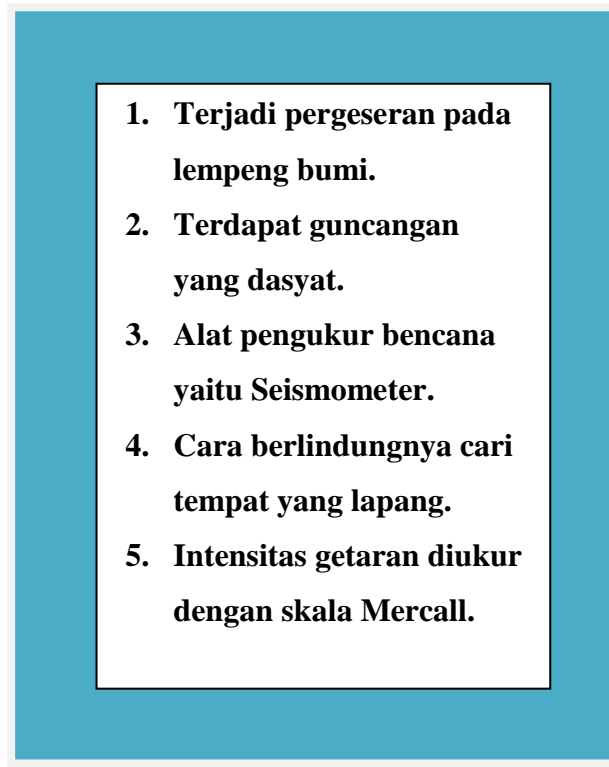 1. Terjadi pergeseran pada
lempeng bumi.
2. Terdapat guncangan
yang dasyat.
3. Alat pengukur bencana
yaitu Seismometer.
4. Cara berlindungnya cari
tempat yang lapang.
5. Intensitas getaran diukur
dengan skala Mercall.